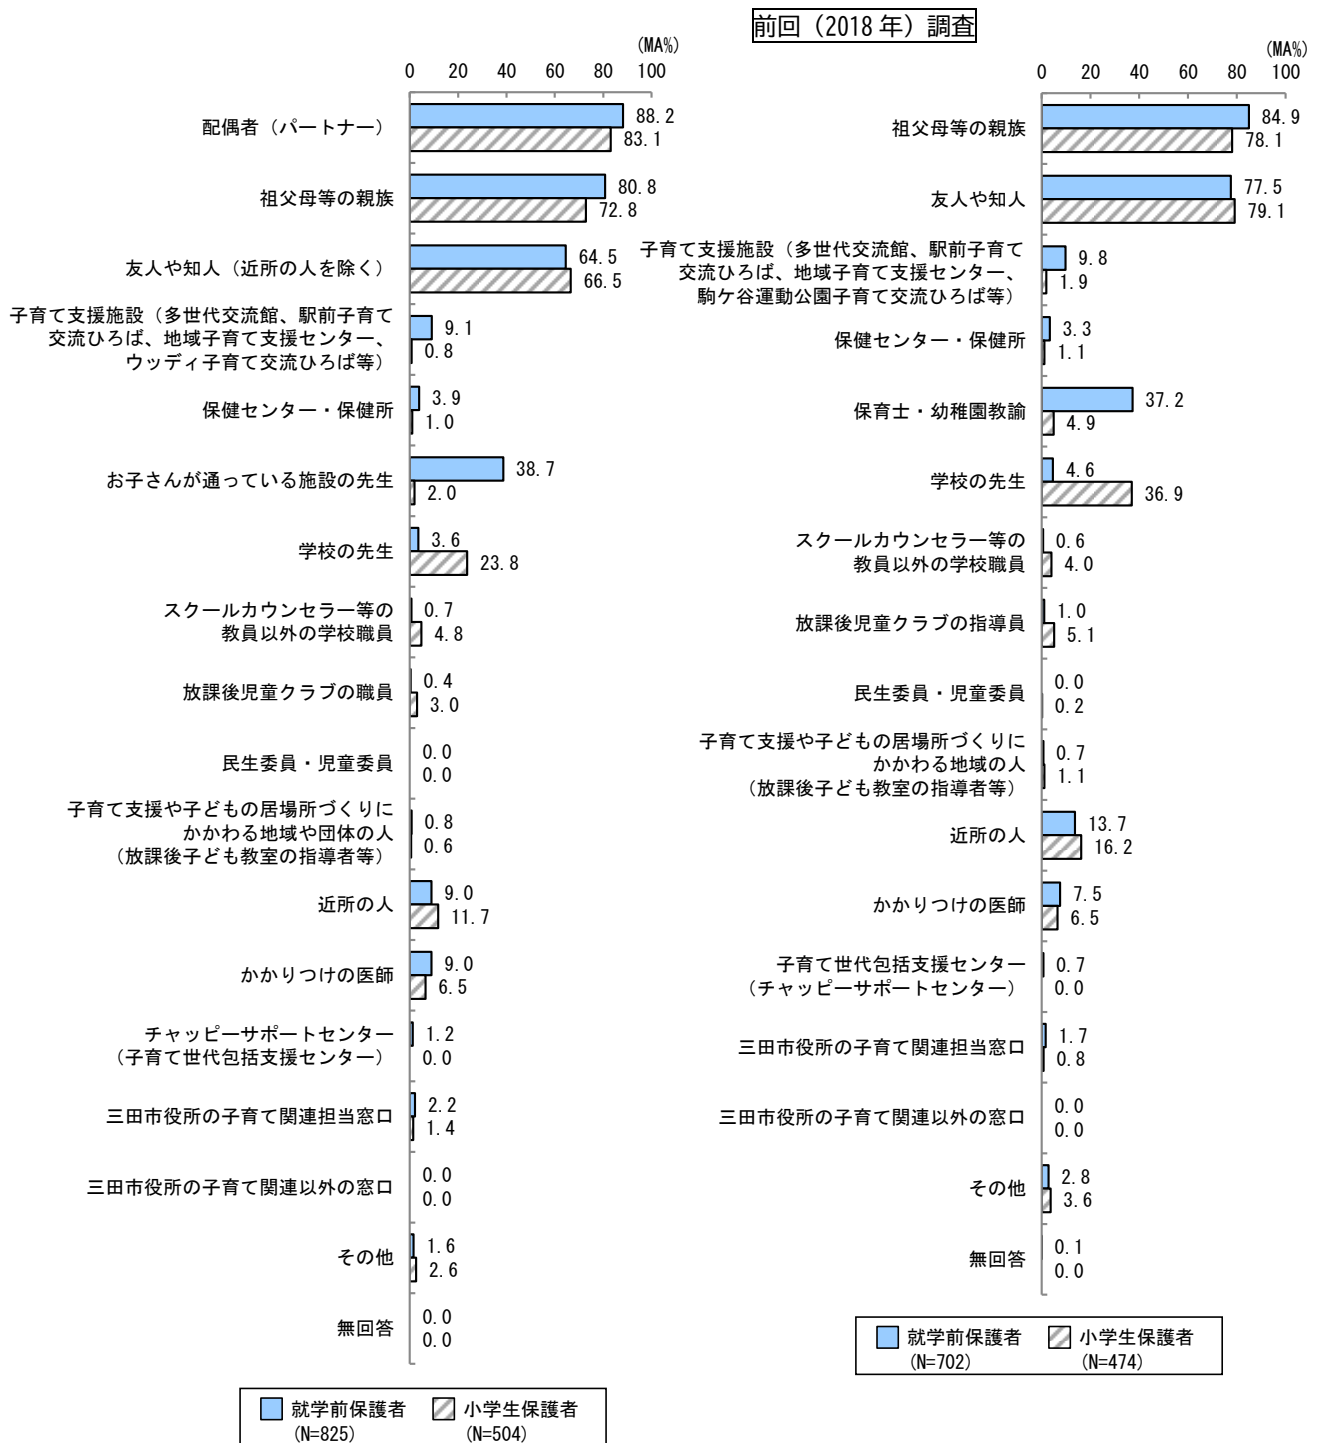 前回（2018 年）調査
(MA%)
0 20 40 60 80 100
配偶者（パートナー）
88.2
83.1
祖父母等の親族
80.8
72.8
友人や知人（近所の人を除く）
64.5
66.5
子育て支援施設（多世代交流館、駅前子育て
交流ひろば、地域子育て支援センター、
ウッディ子育て交流ひろば等）
9.1
0.8
保健センター・保健所
3.9
1.0
お子さんが通っている施設の先生
38.7
2.0
学校の先生
3.6
23.8
スクールカウンセラー等の
教員以外の学校職員
0.7
4.8
放課後児童クラブの職員
0.4
3.0
民生委員・児童委員
0.0
0.0
子育て支援や子どもの居場所づくりに
かかわる地域や団体の人
（放課後子ども教室の指導者等）
0.8
0.6
近所の人
9.0
11.7
かかりつけの医師
9.0
6.5
チャッピーサポートセンター
（子育て世代包括支援センター）
1.2
0.0
三田市役所の子育て関連担当窓口
2.2
1.4
三田市役所の子育て関連以外の窓口
0.0
0.0
その他
1.6
2.6
無回答
0.0
0.0
就学前保護者 小学生保護者
(N=825) (N=504)
(MA%)
0 20 40 60 80 100
祖父母等の親族
84.9
78.1
友人や知人
77.5
79.1
子育て支援施設（多世代交流館、駅前子育て
交流ひろば、地域子育て支援センター、
駒ケ谷運動公園子育て交流ひろば等）
9.8
1.9
保健センター・保健所
3.3
1.1
保育士・幼稚園教諭
37.2
4.9
学校の先生
4.6
36.9
スクールカウンセラー等の
教員以外の学校職員
0.6
4.0
放課後児童クラブの指導員
1.0
5.1
民生委員・児童委員
0.0
0.2
子育て支援や子どもの居場所づくりに
かかわる地域の人
（放課後子ども教室の指導者等）
0.7
1.1
近所の人
13.7
16.2
かかりつけの医師
7.5
6.5
子育て世代包括支援センター
（チャッピーサポートセンター）
0.7
0.0
三田市役所の子育て関連担当窓口
1.7
0.8
三田市役所の子育て関連以外の窓口
0.0
0.0
その他
2.8
3.6
無回答
0.1
0.0
就学前保護者 小学生保護者
(N=702) (N=474)